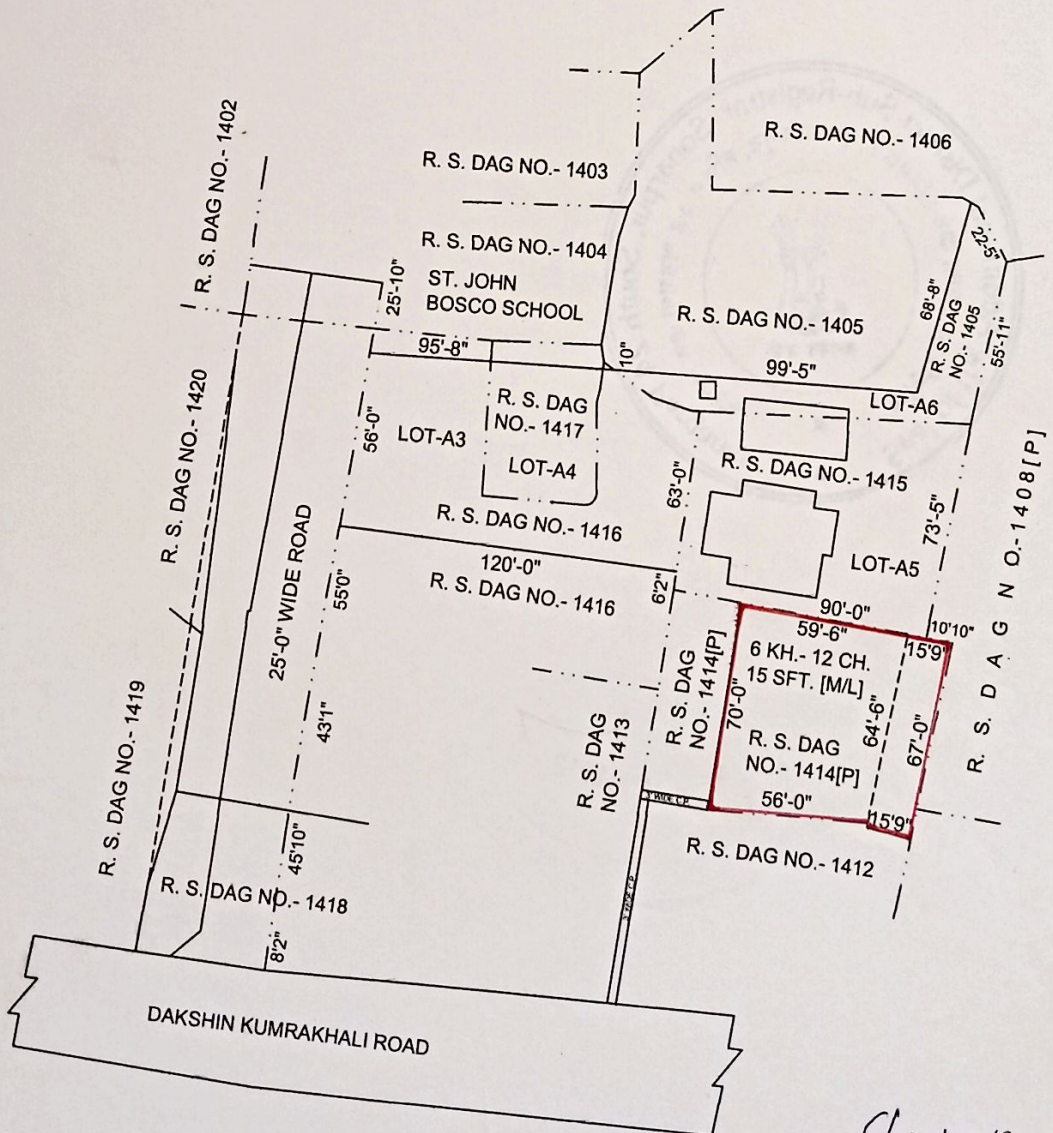 R. S. DAG NO.- 1402
R. S. DAG NO.- 1403
R. S. DAG NO.- 1406
R. S. DAG NO.- 1404
ST. JOHN
BOSCO SCHOOL
25'-10"
R. S. DAG NO.- 1405
22'-5"
68'-8"
R. S. DAG
NO.- 1405
55'-11"
95'-8"
10"
99'-5"
LOT-A6
R. S. DAG NO.- 1420
56'-0"
LOT-A3
R. S. DAG
NO.- 1417
LOT-A4
R. S. DAG NO.- 1415
63'-0"
73'-5"
R. S. DAG NO.- 1408[P]
R. S. DAG NO.- 1416
LOT-A5
120'-0"
R. S. DAG NO.- 1416
6'2"
25'-0" WIDE ROAD
55'0"
90'-0"
10'10"
59'-6"
15'9"
6 KH.- 12 CH.
15 SFT. [M/L]
R. S. DAG
NO.- 1414[P]
70'-0"
64'-6"
67'-0"
R. S. DAG
NO.- 1414[P]
43'1"
R. S. DAG
NO.- 1413
R. S. DAG NO.- 1419
3' WIDE C.P.
56'-0"
15'9"
R. S. DAG NO.- 1412
45'10"
3' WIDE C.P.
R. S. DAG NO.- 1418
8'2"
DAKSHIN KUMRAKHALI ROAD